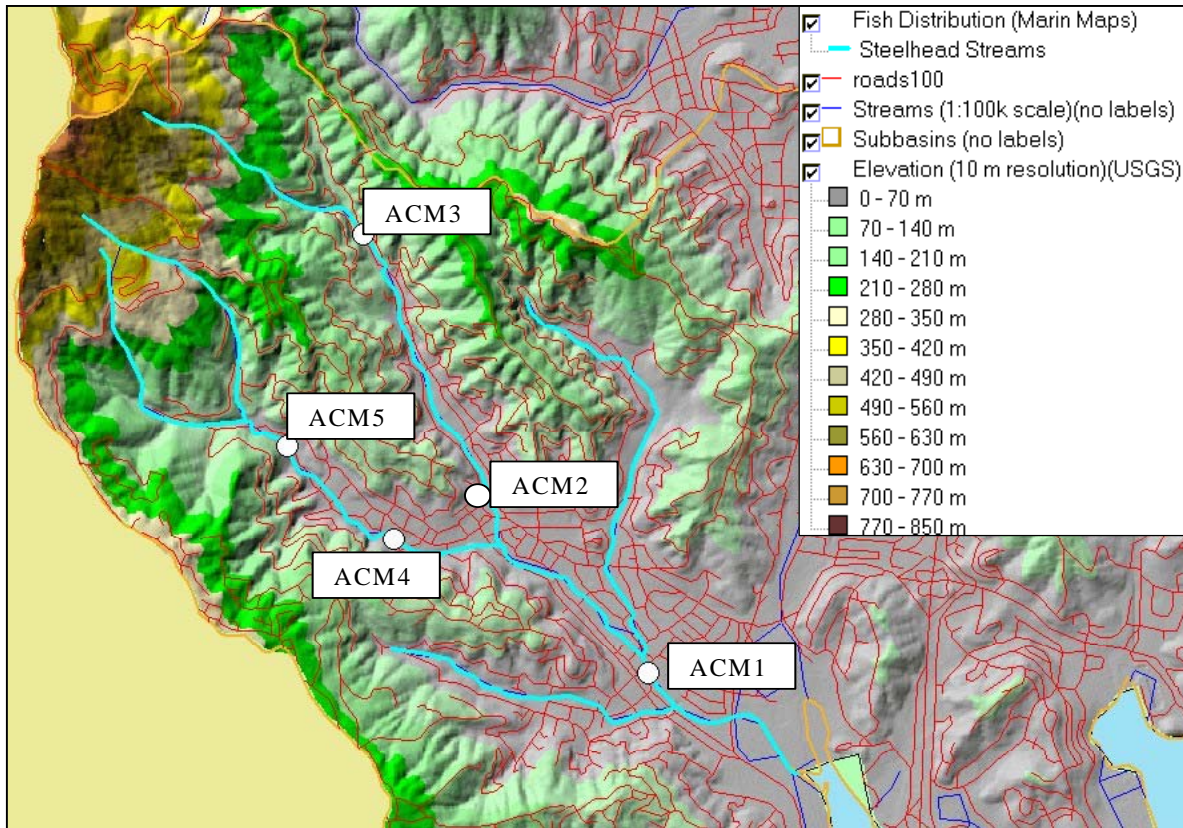 Fish Distribution (Marin Maps)
Steelhead Streams
roads100
Streams (1:100k scale)(no labels)
Subbasins (no labels)
Elevation (10 m resolution)(USGS)
0 - 70 m
70 - 140 m
140 - 210 m
210 - 280 m
280 - 350 m
350 - 420 m
420 - 490 m
490 - 560 m
560 - 630 m
630 - 700 m
700 - 770 m
770 - 850 m
ACM3
ACM5
ACM2
ACM4
ACM1